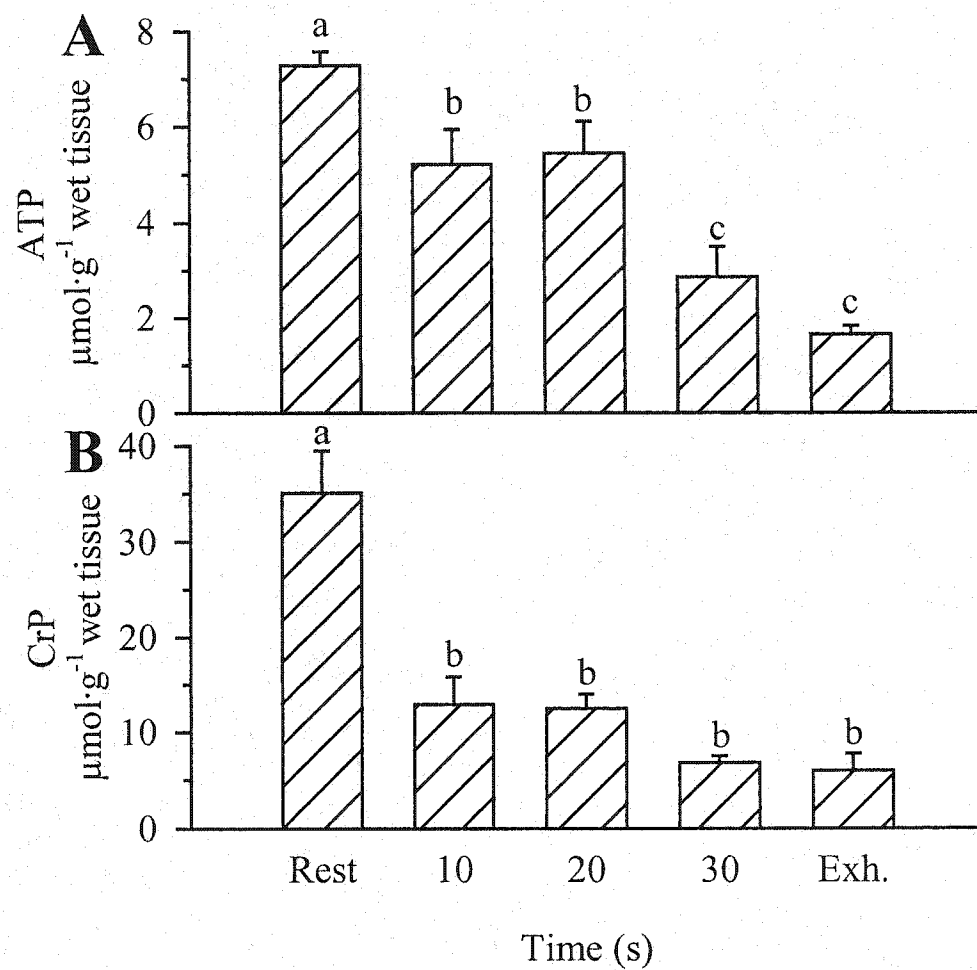 A
ATP
μmol·g⁻¹ wet tissue
8
6
4
2
0
a
b
b
c
c
B
CrP
μmol·g⁻¹ wet tissue
40
30
20
10
0
a
b
b
b
b
Rest 10 20 30 Exh.
Time (s)